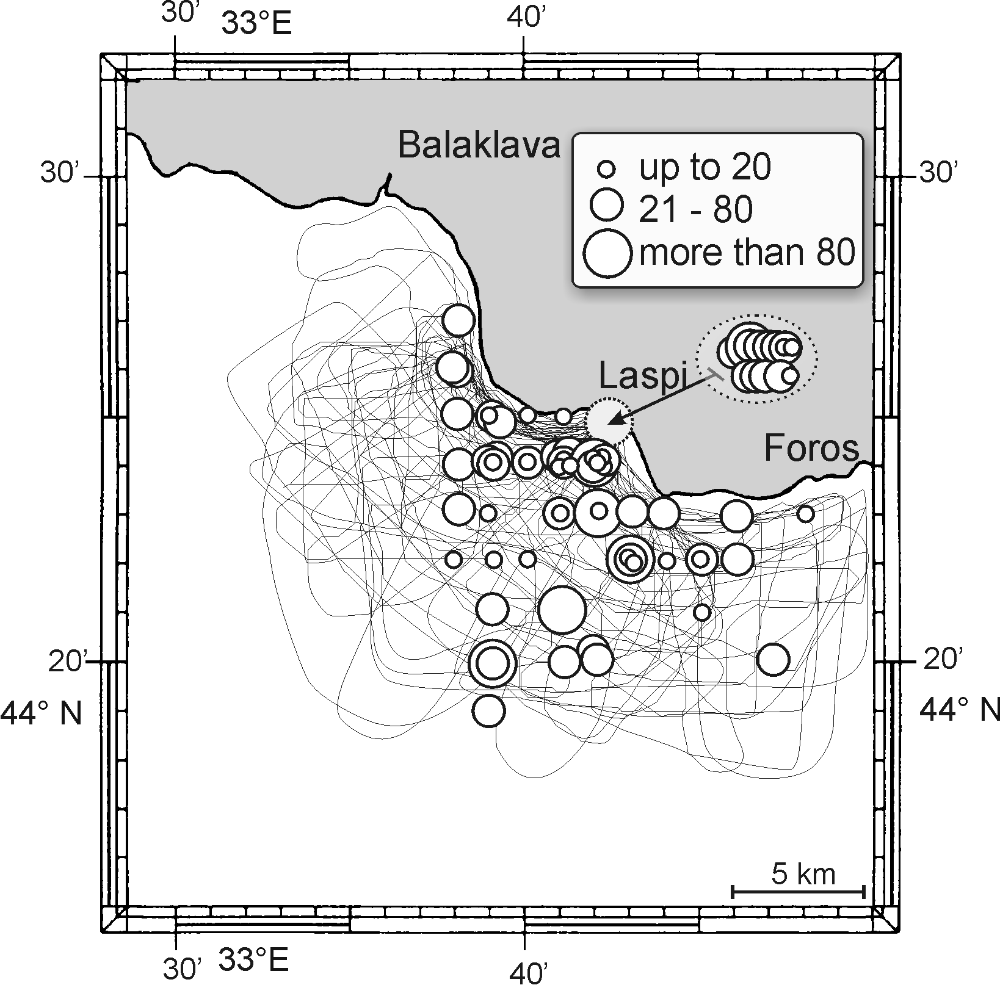 30’ 33°E 40’
Balaklava
up to 20
21 - 80
more than 80
30’ 30’
Laspi
Foros
20’ 20’
44° N 44° N
5 km
30’ 33°E 40’